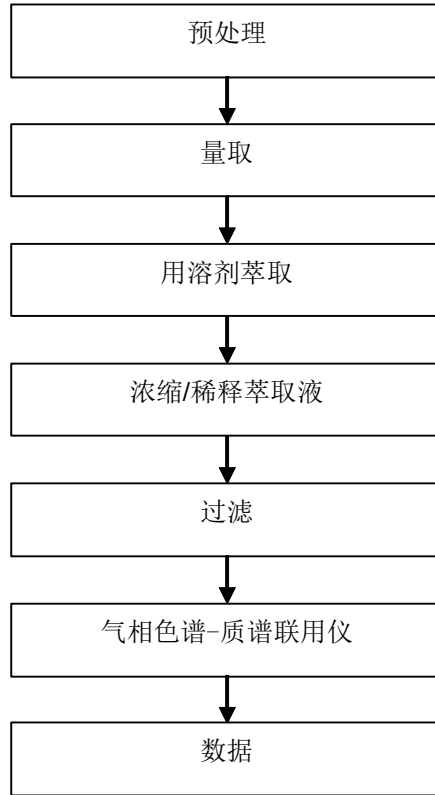 预处理
量取
用溶剂萃取
浓缩/稀释萃取液
过滤
气相色谱-质谱联用仪
数据